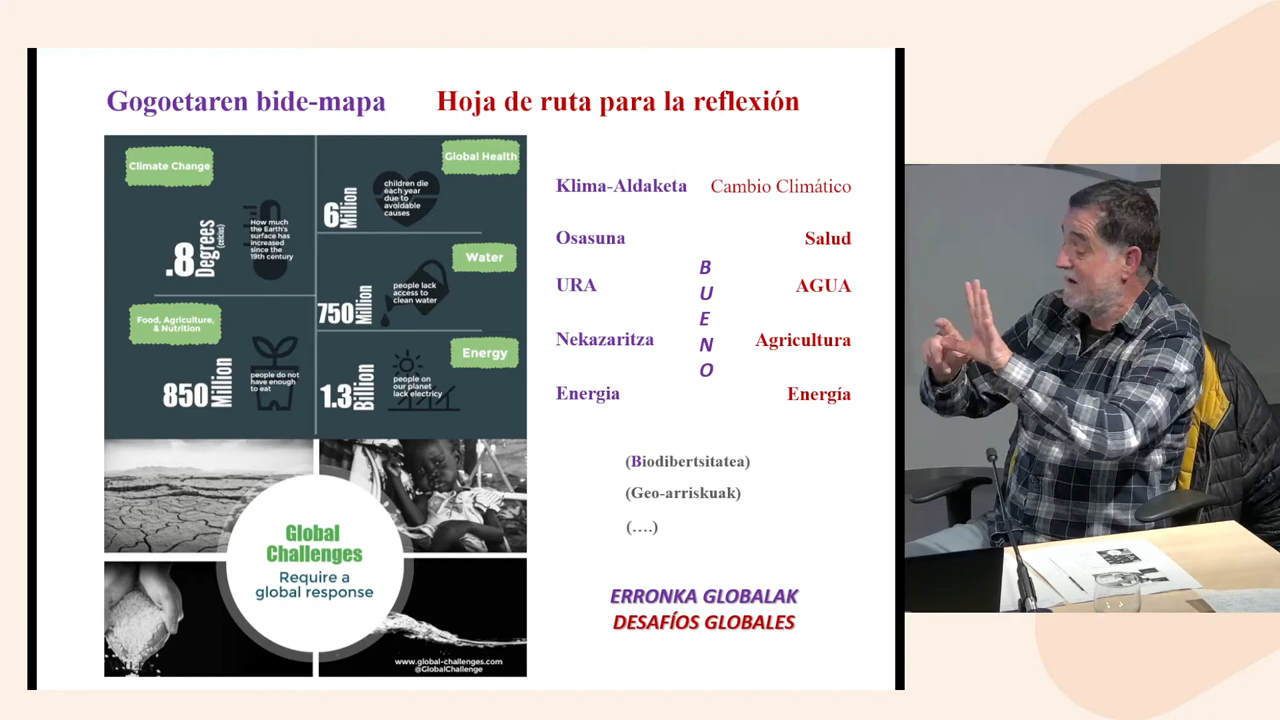 Gogoetaren bide-mapa
Hoja de ruta para la reflexión
Climate Change
.8 Degrees (celcius)
How much
the Earth's
surface has
increased
since the
19th century
Food, Agriculture,
& Nutrition
850 Million
people do not
have enough
to eat
Global Health
6 Million
children die
each year
due to
avoidable
causes
Water
750 Million
people lack
access to
clean water
Energy
1.3 Billion
people on
our planet
lack electricy
Global
Challenges
Require a
global response
www.global-challenges.com
@GlobalChallenge
Klima-Aldaketa Cambio Climático
Osasuna Salud
URA AGUA
Nekazaritza Agricultura
Energia Energía
B
U
E
N
O
(Biodibertsitatea)
(Geo-arriskuak)
(....)
ERRONKA GLOBALAK
DESAFÍOS GLOBALES